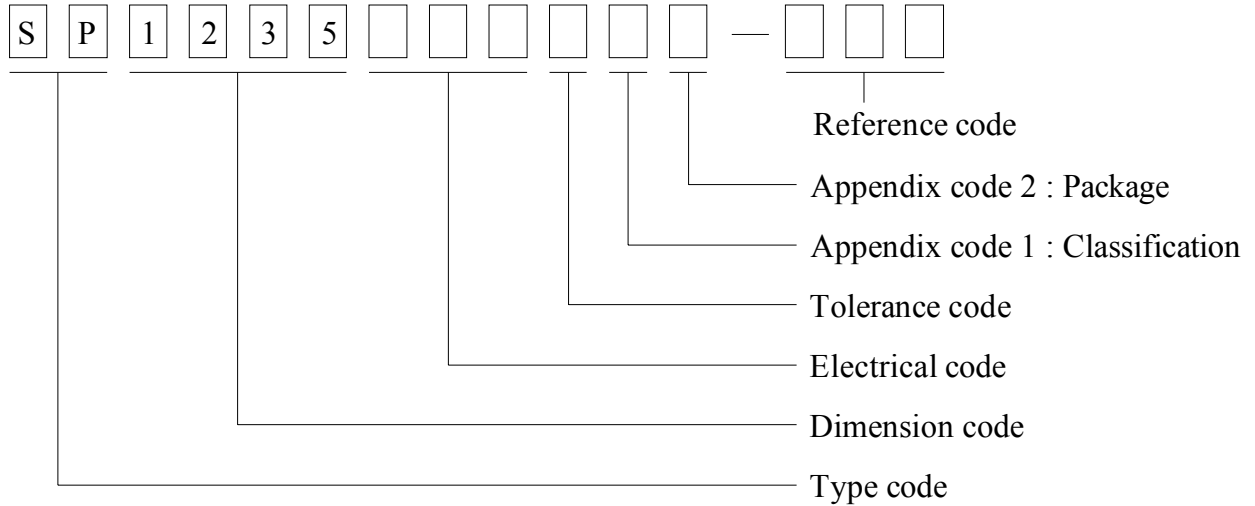 S P 1 2 3 5 —
Reference code
Appendix code 2 : Package
Appendix code 1 : Classification
Tolerance code
Electrical code
Dimension code
Type code